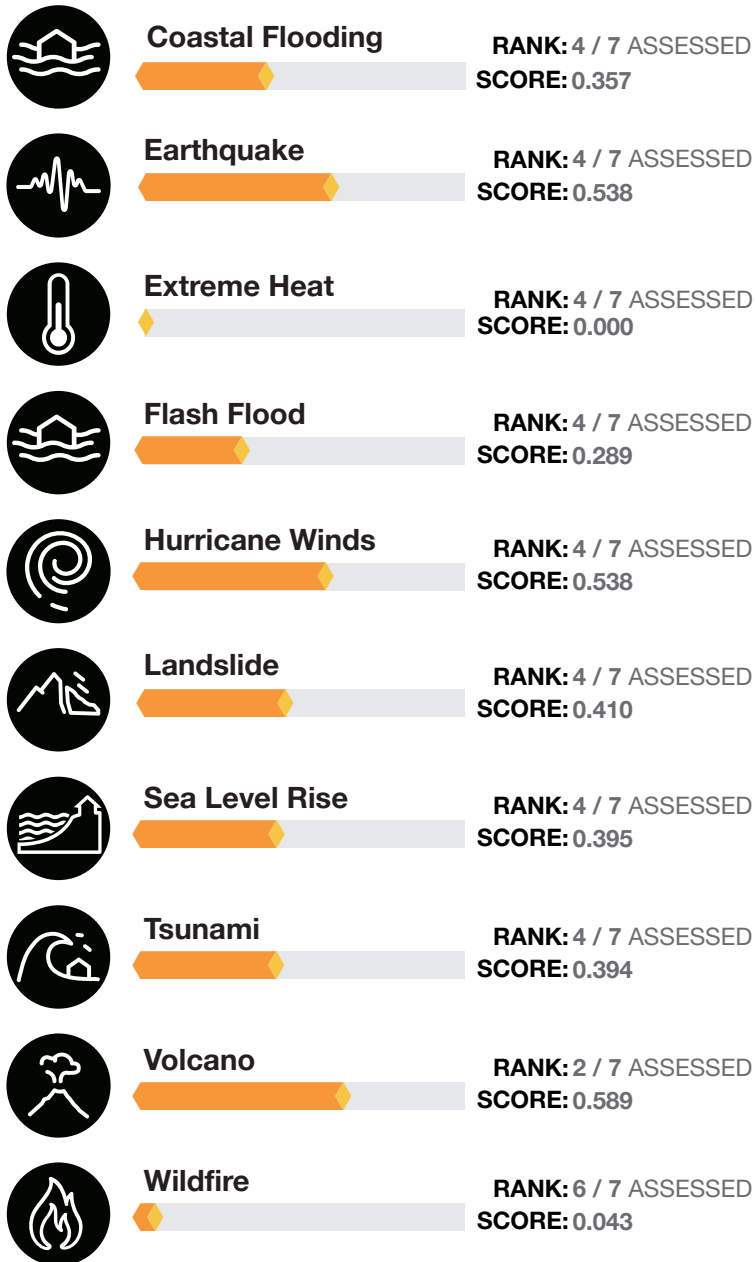 Coastal Flooding
RANK: 4 / 7 ASSESSED
SCORE: 0.357
Earthquake
RANK: 4 / 7 ASSESSED
SCORE: 0.538
Extreme Heat
RANK: 4 / 7 ASSESSED
SCORE: 0.000
Flash Flood
RANK: 4 / 7 ASSESSED
SCORE: 0.289
Hurricane Winds
RANK: 4 / 7 ASSESSED
SCORE: 0.538
Landslide
RANK: 4 / 7 ASSESSED
SCORE: 0.410
Sea Level Rise
RANK: 4 / 7 ASSESSED
SCORE: 0.395
Tsunami
RANK: 4 / 7 ASSESSED
SCORE: 0.394
Volcano
RANK: 2 / 7 ASSESSED
SCORE: 0.589
Wildfire
RANK: 6 / 7 ASSESSED
SCORE: 0.043